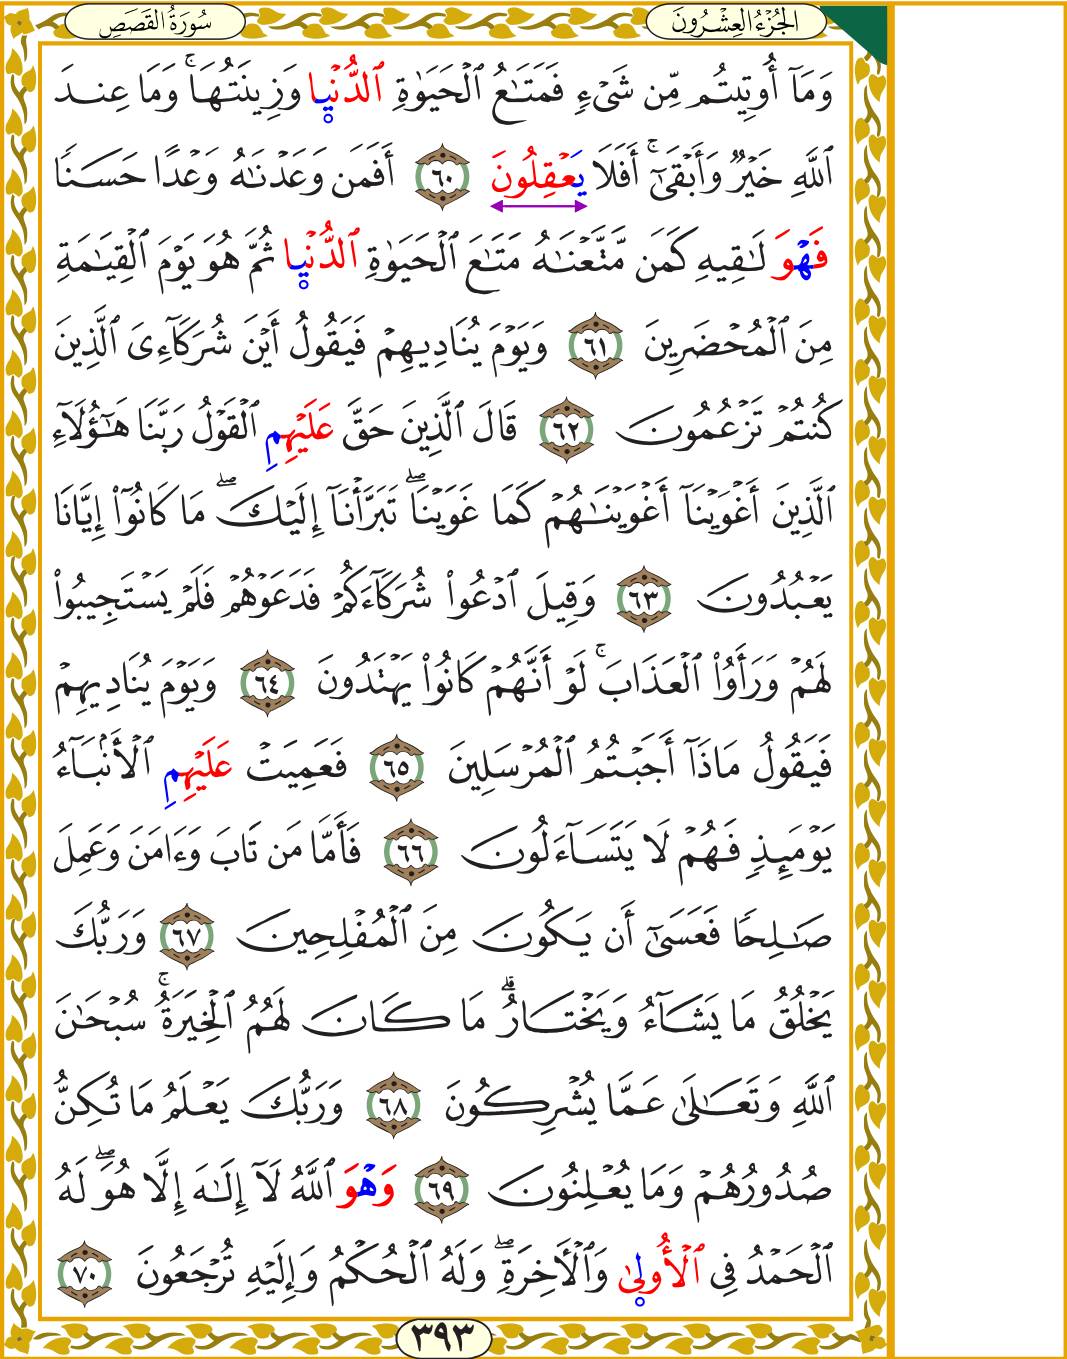 الجُزْءُ العِشْرُونَ
سُورَةُ القَصَصِ
وَمَآ أُوتِيتُم مِّن شَىْءٍ فَمَتَٰعُ ٱلْحَيَوٰةِ ٱلدُّنْيَا وَزِينَتُهَا ۚ وَمَا عِندَ
ٱللَّهِ خَيْرٌ وَأَبْقَىٰٓ ۚ أَفَلَا يَعْقِلُونَ ٦٠ أَفَمَن وَعَدْنَٰهُ وَعْدًا حَسَنًا
فَهْوَ لَٰقِيهِ كَمَن مَّتَّعْنَٰهُ مَتَٰعَ ٱلْحَيَوٰةِ ٱلدُّنْيَا ثُمَّ هُوَ يَوْمَ ٱلْقِيَٰمَةِ
مِنَ ٱلْمُحْضَرِينَ ٦١ وَيَوْمَ يُنَادِيهِمْ فَيَقُولُ أَيْنَ شُرَكَآءِىَ ٱلَّذِينَ
كُنتُمْ تَزْعُمُونَ ٦٢ قَالَ ٱلَّذِينَ حَقَّ عَلَيْهِمِ ٱلْقَوْلُ رَبَّنَا هَٰٓؤُلَآءِ
ٱلَّذِينَ أَغْوَيْنَآ أَغْوَيْنَٰهُمْ كَمَا غَوَيْنَا ۖ تَبَرَّأْنَآ إِلَيْكَ ۖ مَا كَانُوٓا۟ إِيَّانَا
يَعْبُدُونَ ٦٣ وَقِيلَ ٱدْعُوا۟ شُرَكَآءَكُمْ فَدَعَوْهُمْ فَلَمْ يَسْتَجِيبُوا۟
لَهُمْ وَرَأَوُا۟ ٱلْعَذَابَ ۚ لَوْ أَنَّهُمْ كَانُوا۟ يَهْتَدُونَ ٦٤ وَيَوْمَ يُنَادِيهِمْ
فَيَقُولُ مَاذَآ أَجَبْتُمُ ٱلْمُرْسَلِينَ ٦٥ فَعَمِيَتْ عَلَيْهِمِ ٱلْأَنۢبَآءُ
يَوْمَئِذٍ فَهُمْ لَا يَتَسَآءَلُونَ ٦٦ فَأَمَّا مَن تَابَ وَءَامَنَ وَعَمِلَ
صَٰلِحًا فَعَسَىٰٓ أَن يَكُونَ مِنَ ٱلْمُفْلِحِينَ ٦٧ وَرَبُّكَ
يَخْلُقُ مَا يَشَآءُ وَيَخْتَارُ ۗ مَا كَانَ لَهُمُ ٱلْخِيَرَةُ ۚ سُبْحَٰنَ
ٱللَّهِ وَتَعَٰلَىٰ عَمَّا يُشْرِكُونَ ٦٨ وَرَبُّكَ يَعْلَمُ مَا تُكِنُّ
صُدُورُهُمْ وَمَا يُعْلِنُونَ ٦٩ وَهْوَ ٱللَّهُ لَآ إِلَٰهَ إِلَّا هُوَ ۖ لَهُ
ٱلْحَمْدُ فِى ٱلْأُولَىٰ وَٱلْءَاخِرَةِ ۖ وَلَهُ ٱلْحُكْمُ وَإِلَيْهِ تُرْجَعُونَ ٧٠
٣٩٣